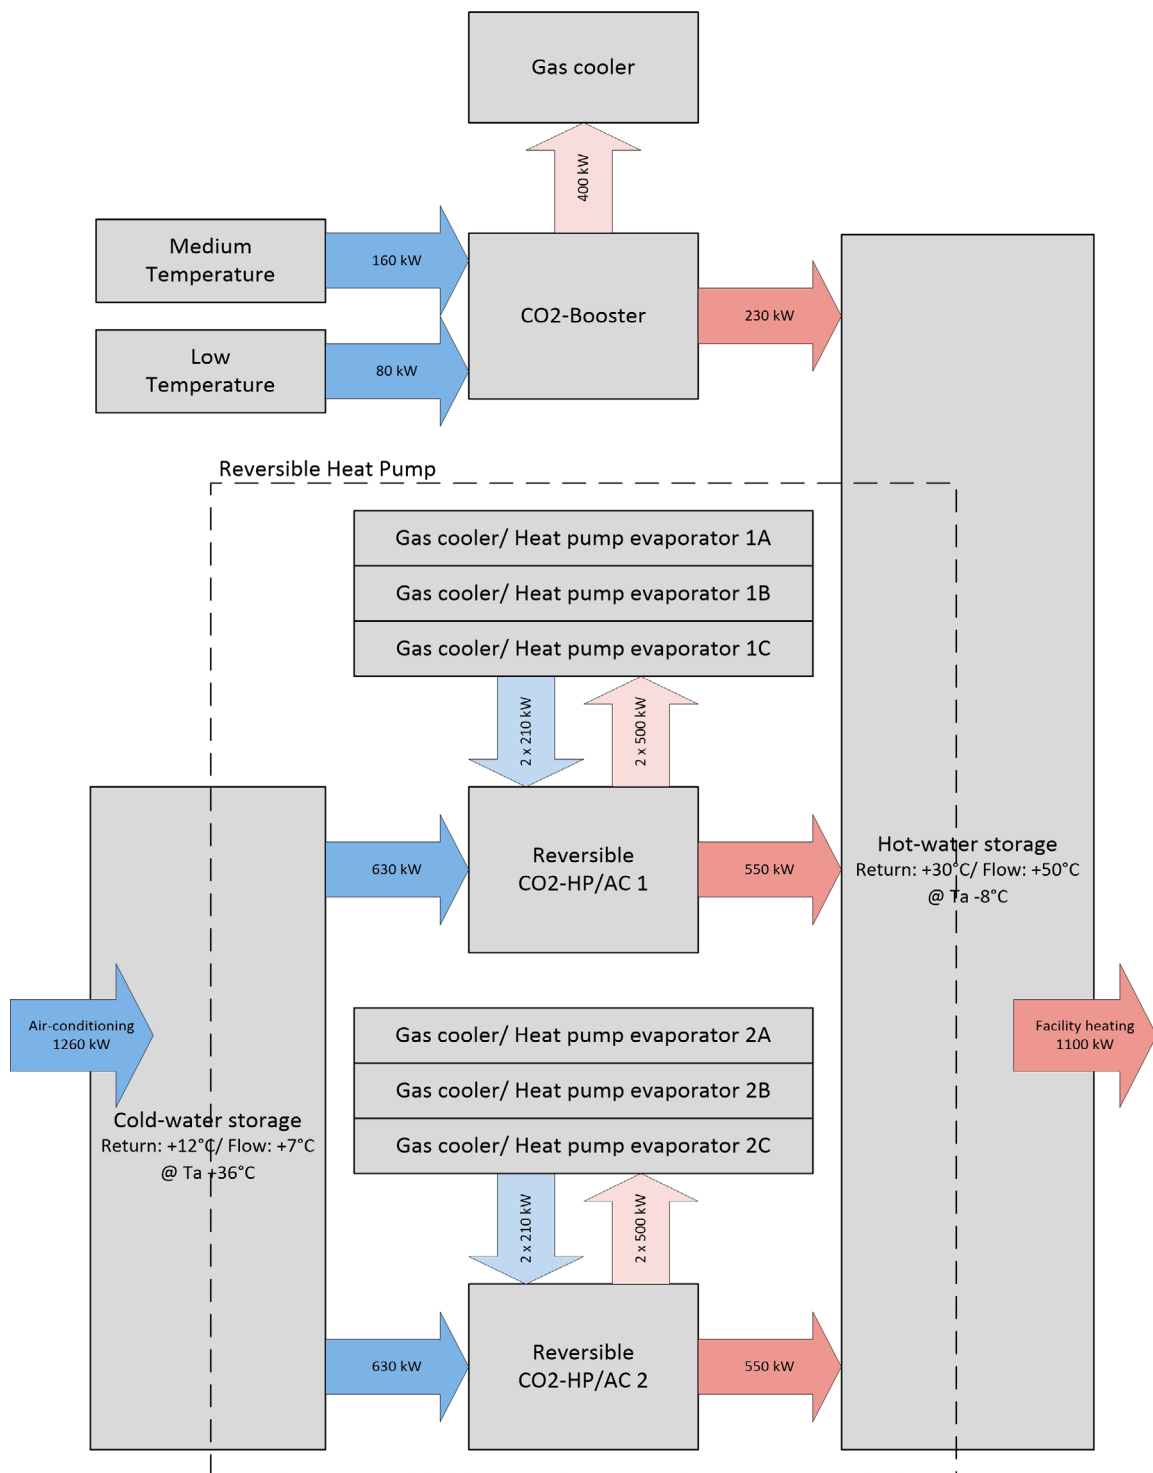 Gas cooler
400 kW
Medium
Temperature
160 kW
CO2-Booster
230 kW
Low
Temperature
80 kW
Reversible Heat Pump
Gas cooler/ Heat pump evaporator 1A
Gas cooler/ Heat pump evaporator 1B
Gas cooler/ Heat pump evaporator 1C
2 x 210 kW
2 x 500 kW
630 kW
Reversible
CO2-HP/AC 1
550 kW
Hot-water storage
Return: +30°C/ Flow: +50°C
@ Ta -8°C
Air-conditioning
1260 kW
Gas cooler/ Heat pump evaporator 2A
Gas cooler/ Heat pump evaporator 2B
Gas cooler/ Heat pump evaporator 2C
Facility heating
1100 kW
Cold-water storage
Return: +12°C/ Flow: +7°C
@ Ta +36°C
2 x 210 kW
2 x 500 kW
630 kW
Reversible
CO2-HP/AC 2
550 kW